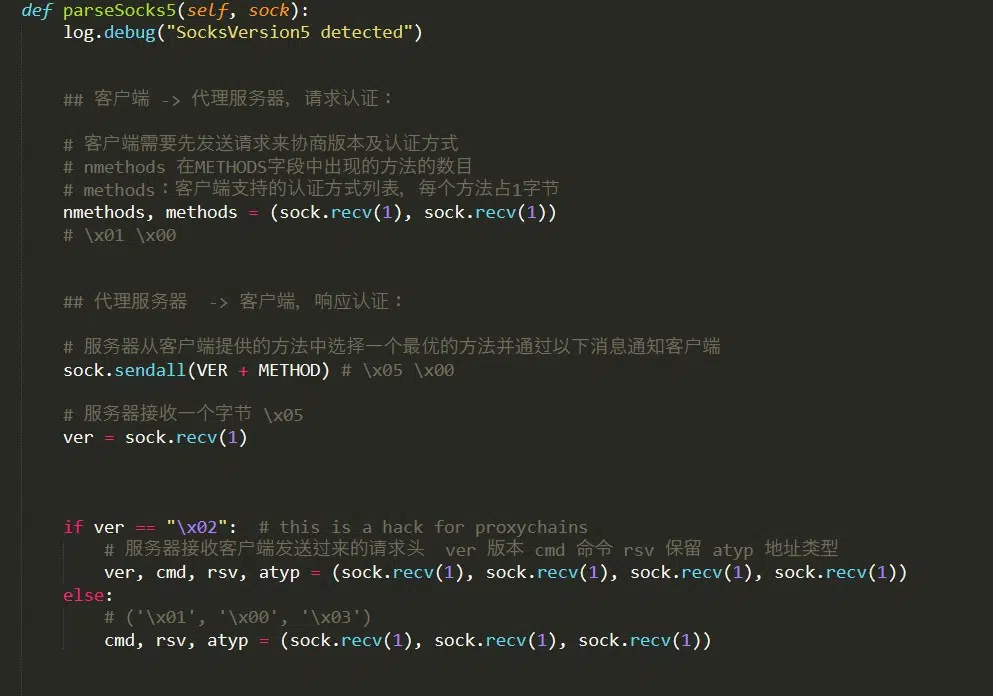 def parseSocks5(self, sock):
log.debug("SocksVersion5 detected")
## 客户端 -> 代理服务器, 请求认证：
# 客户端需要先发送请求来协商版本及认证方式
# nmethods 在METHODS字段中出现的方法的数目
# methods：客户端支持的认证方式列表, 每个方法占1字节
nmethods, methods = (sock.recv(1), sock.recv(1))
# \x01 \x00
## 代理服务器  -> 客户端, 响应认证：
# 服务器从客户端提供的方法中选择一个最优的方法并通过以下消息通知客户端
sock.sendall(VER + METHOD) # \x05 \x00
# 服务器接收一个字节 \x05
ver = sock.recv(1)
if ver == "\x02":  # this is a hack for proxychains
# 服务器接收客户端发送过来的请求头  ver 版本 cmd 命令 rsv 保留 atyp 地址类型
ver, cmd, rsv, atyp = (sock.recv(1), sock.recv(1), sock.recv(1), sock.recv(1))
else:
# ('\x01', '\x00', '\x03')
cmd, rsv, atyp = (sock.recv(1), sock.recv(1), sock.recv(1))